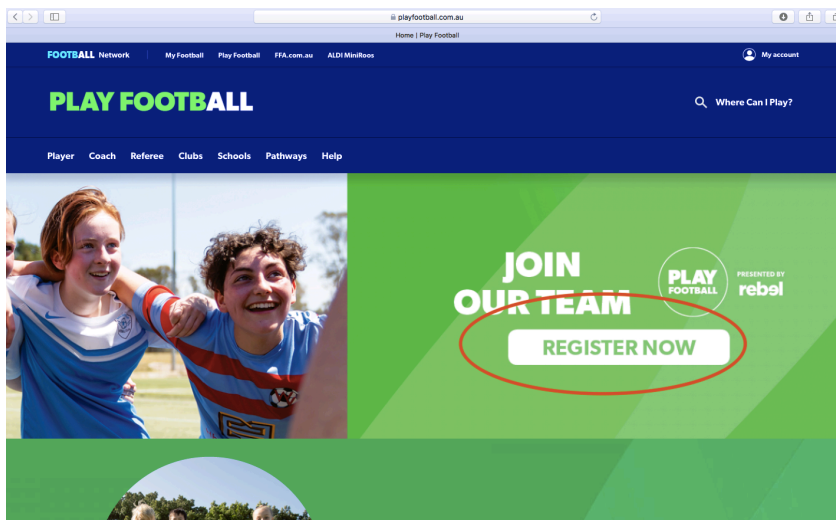 playfootball.com.au
Home | Play Football
FOOTBALL Network My Football Play Football FFA.com.au ALDI MiniRoos My account
PLAY FOOTBALL
Where Can I Play?
Player Coach Referee Clubs Schools Pathways Help
JOIN
OUR TEAM
PLAY
FOOTBALL
PRESENTED BY
rebel
REGISTER NOW